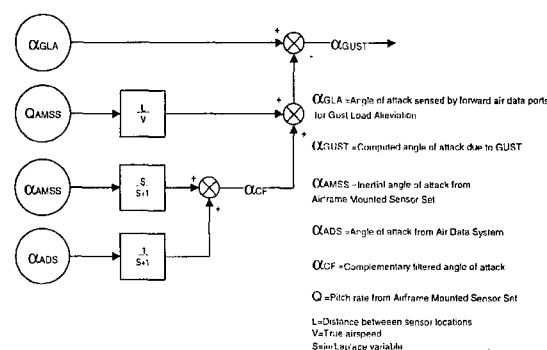 αGLA
+
αGUST
-
QAMSS
L
V
+
+
αAMSS
S
S+1
+
αCF
+
αADS
1
S+1
αGLA =Angle of attack sensed by forward air data ports
for Gust Load Alleviation
αGUST =Computed angle of attack due to GUST
αAMSS =Inertial angle of attack from
Airframe Mounted Sensor Set
αADS =Angle of attack from Air Data System
αCF =Complementary filtered angle of attack
Q =Pitch rate from Airframe Mounted Sensor Set
L=Distance between sensor locations
V=True airspeed
Laplace variable